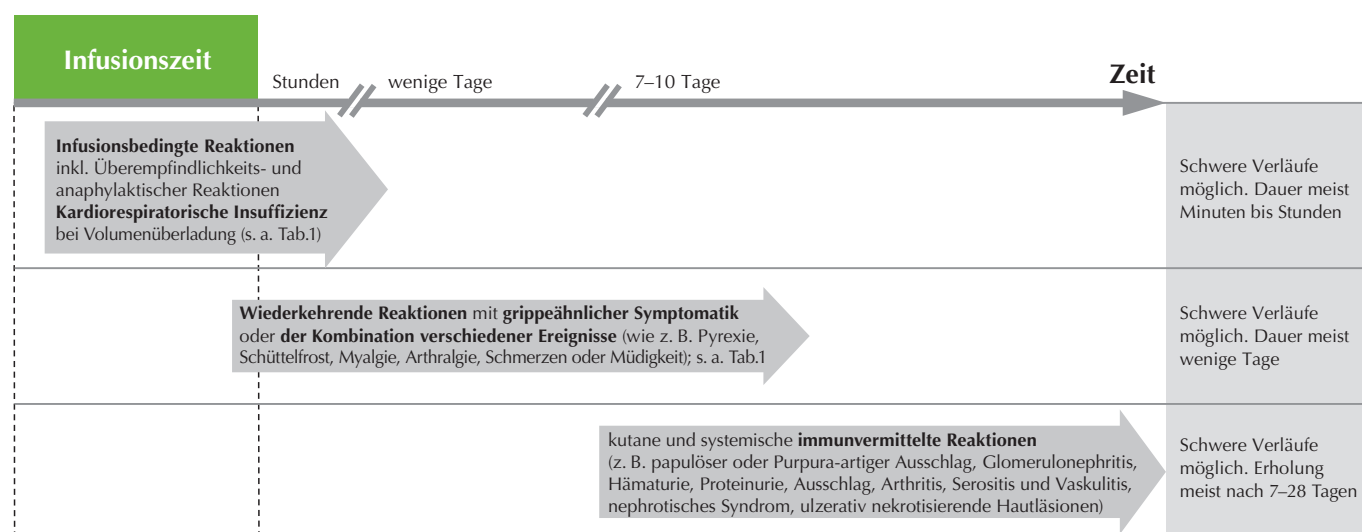 Infusionszeit
Stunden
wenige Tage
7–10 Tage
Zeit
Infusionsbedingte Reaktionen
inkl. Überempfindlichkeits- und
anaphylaktischer Reaktionen
Kardiorespiratorische Insuffizienz
bei Volumenüberladung (s. a. Tab.1)
Schwere Verläufe
möglich. Dauer meist
Minuten bis Stunden
Wiederkehrende Reaktionen mit grippeähnlicher Symptomatik
oder der Kombination verschiedener Ereignisse (wie z. B. Pyrexie,
Schüttelfrost, Myalgie, Arthralgie, Schmerzen oder Müdigkeit); s. a. Tab.1
Schwere Verläufe
möglich. Dauer meist
wenige Tage
kutane und systemische immunvermittelte Reaktionen
(z. B. papulöser oder Purpura-artiger Ausschlag, Glomerulonephritis,
Hämaturie, Proteinurie, Ausschlag, Arthritis, Serositis und Vaskulitis,
nephrotisches Syndrom, ulzerativ nekrotisierende Hautläsionen)
Schwere Verläufe
möglich. Erholung
meist nach 7–28 Tagen